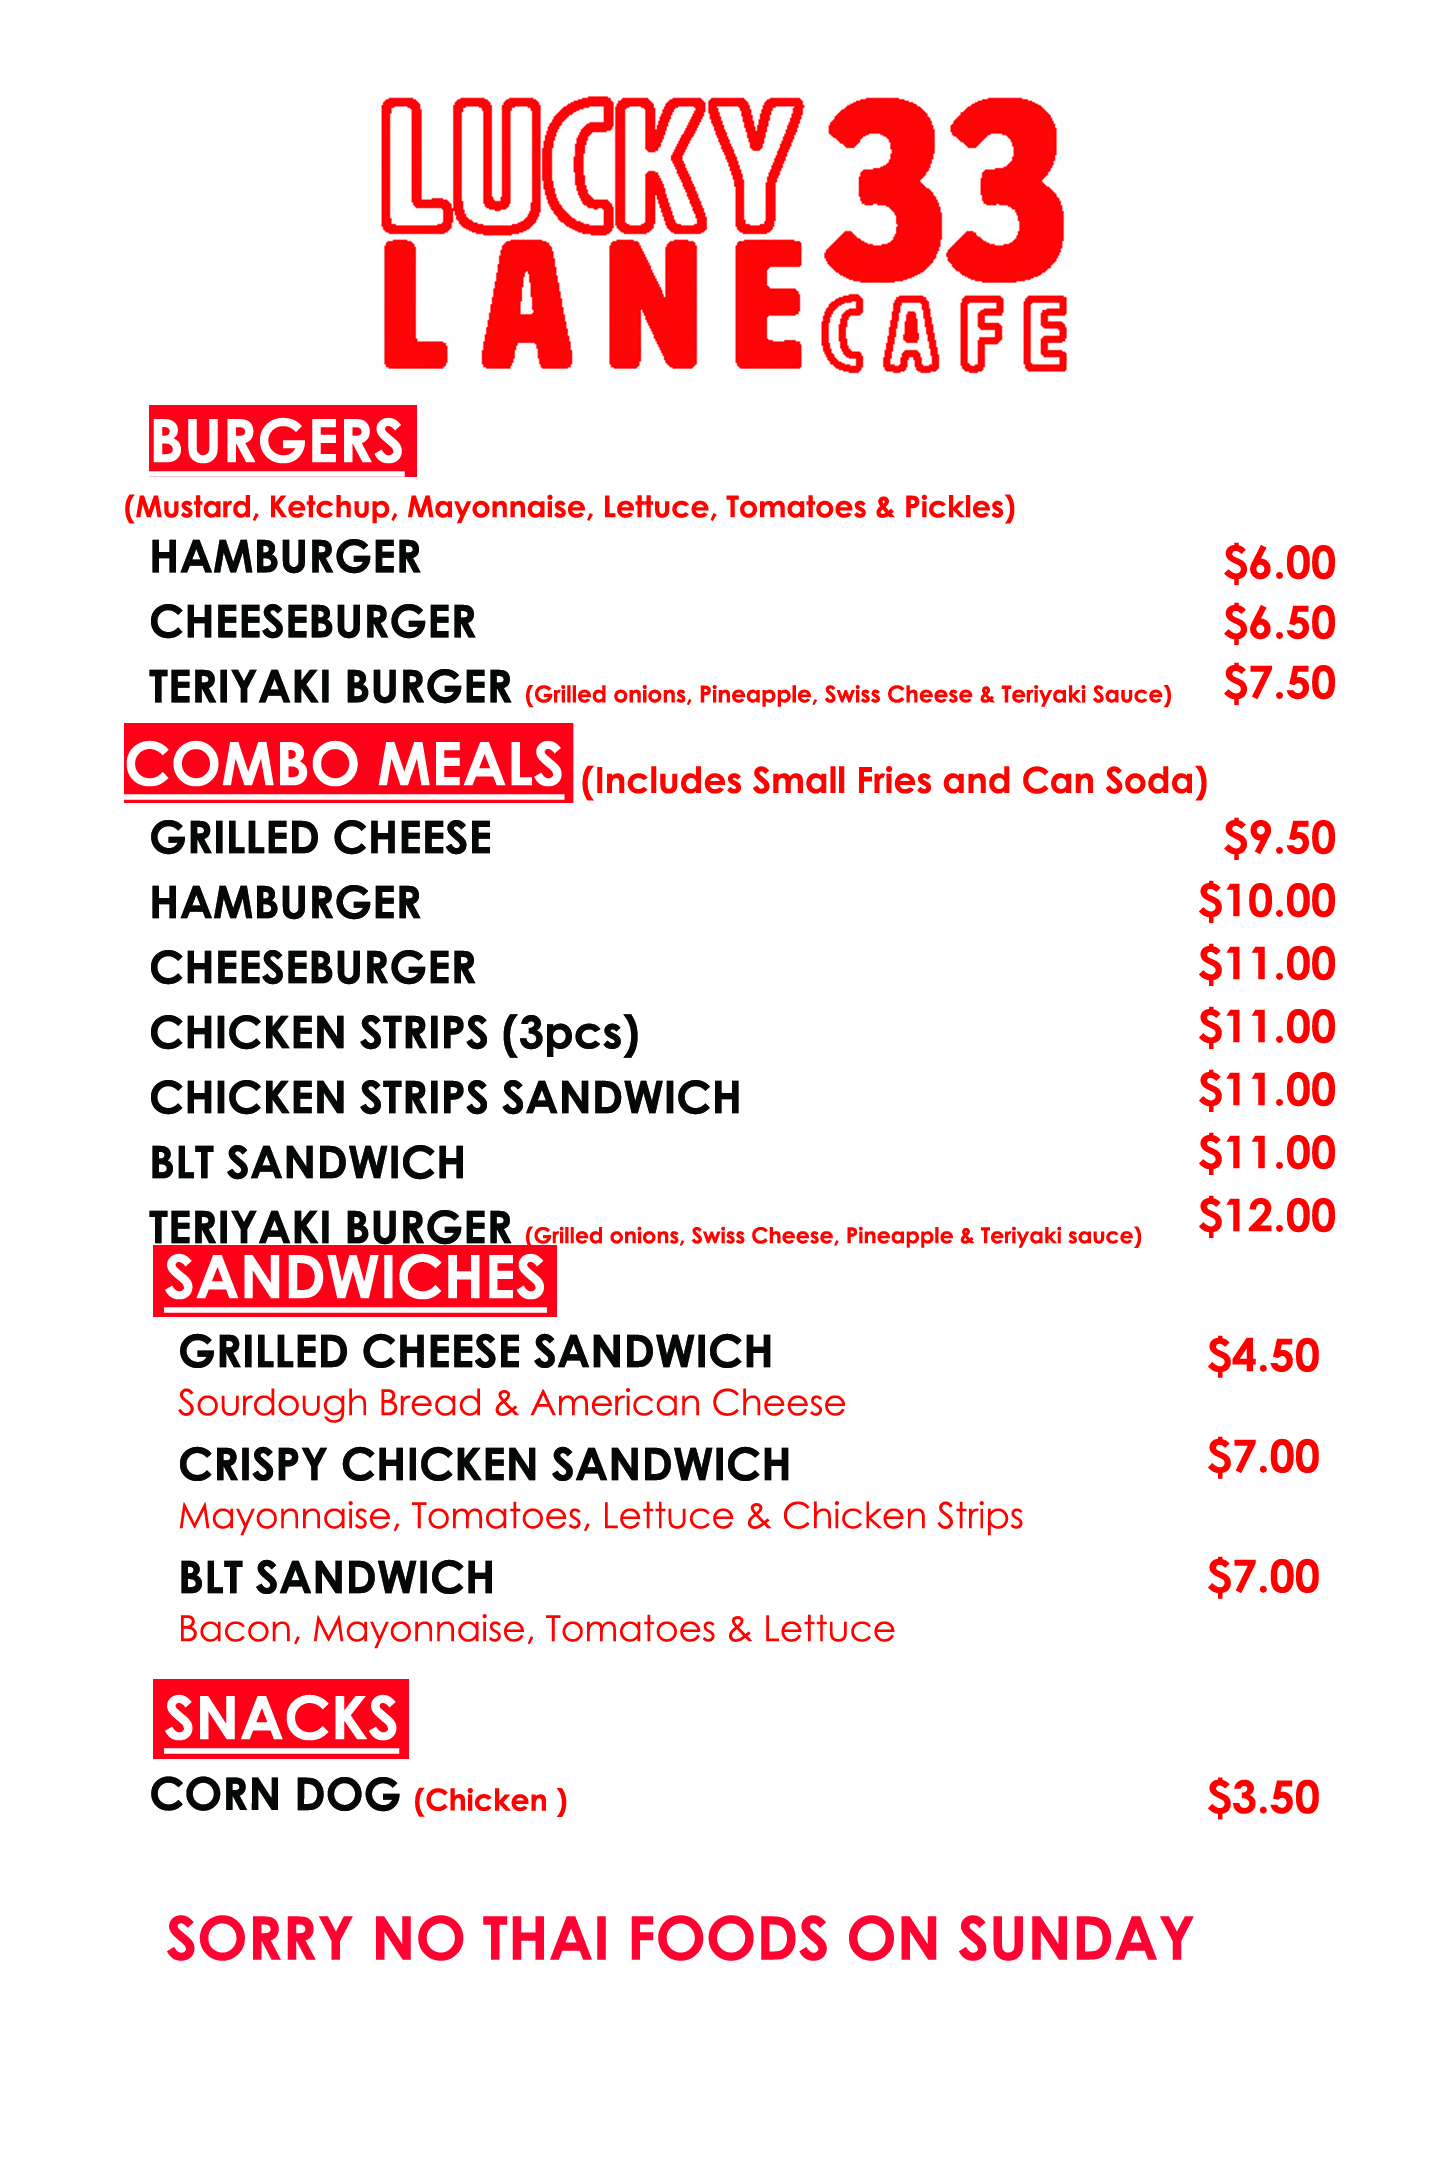 LUCKY 33
LANE CAFE
BURGERS
(Mustard, Ketchup, Mayonnaise, Lettuce, Tomatoes & Pickles)
HAMBURGER $6.00
CHEESEBURGER $6.50
TERIYAKI BURGER (Grilled onions, Pineapple, Swiss Cheese & Teriyaki Sauce) $7.50
COMBO MEALS (Includes Small Fries and Can Soda)
GRILLED CHEESE $9.50
HAMBURGER $10.00
CHEESEBURGER $11.00
CHICKEN STRIPS (3pcs) $11.00
CHICKEN STRIPS SANDWICH $11.00
BLT SANDWICH $11.00
TERIYAKI BURGER (Grilled onions, Swiss Cheese, Pineapple & Teriyaki sauce) $12.00
SANDWICHES
GRILLED CHEESE SANDWICH $4.50
Sourdough Bread & American Cheese
CRISPY CHICKEN SANDWICH $7.00
Mayonnaise, Tomatoes, Lettuce & Chicken Strips
BLT SANDWICH $7.00
Bacon, Mayonnaise, Tomatoes & Lettuce
SNACKS
CORN DOG (Chicken ) $3.50
SORRY NO THAI FOODS ON SUNDAY